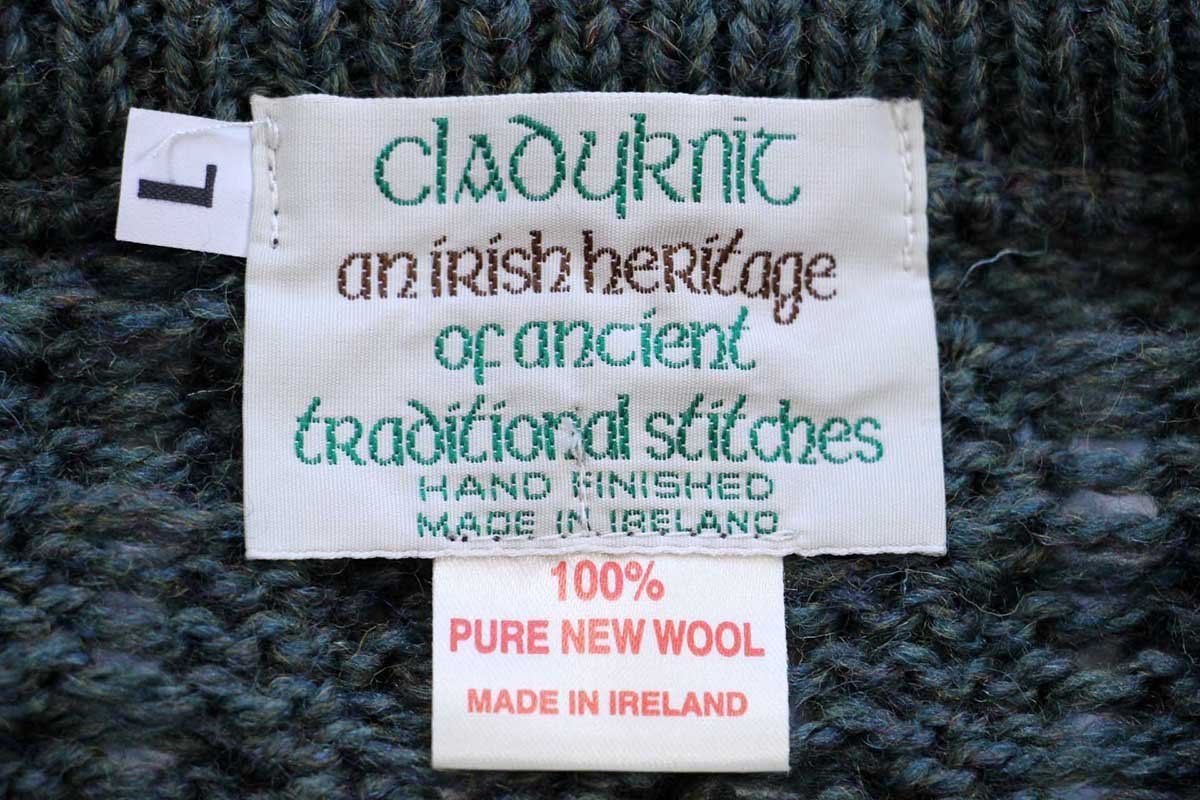 L
cladyknit
an irish heritage
of ancient
traditional stitches
HAND FINISHED
MADE IN IRELAND
100%
PURE NEW WOOL
MADE IN IRELAND